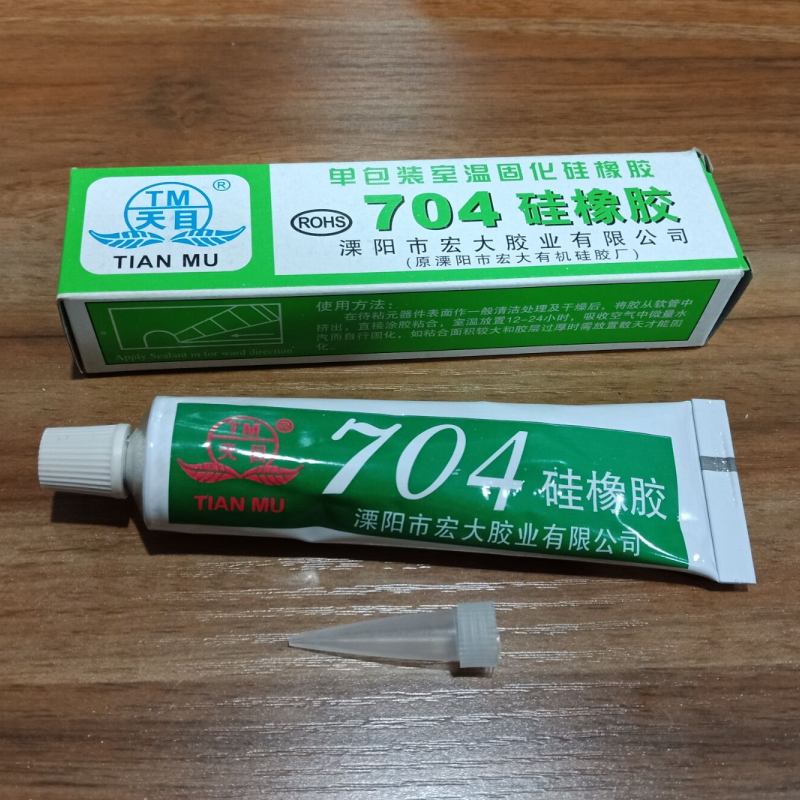 TM
天目
®
TIAN MU
单包装室温固化硅橡胶
ROHS
704 硅橡胶
溧阳市宏大胶业有限公司
(原溧阳市宏大有机硅胶厂)
使用方法:
在待粘元器件表面作一般清洁处理及干燥后,将胶从软管中
挤出,直接涂胶粘合,室温放置12-24小时,吸收空气中微量水
汽而自行固化,如粘合面积较大和胶层过厚时需放置数天才能固
化。
Apply Sealant in for ward direction
TM
天目
®
TIAN MU
704 硅橡胶
溧阳市宏大胶业有限公司